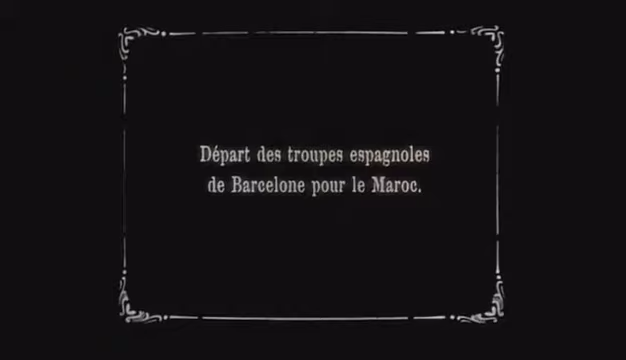 Départ des troupes espagnoles
de Barcelone pour le Maroc.